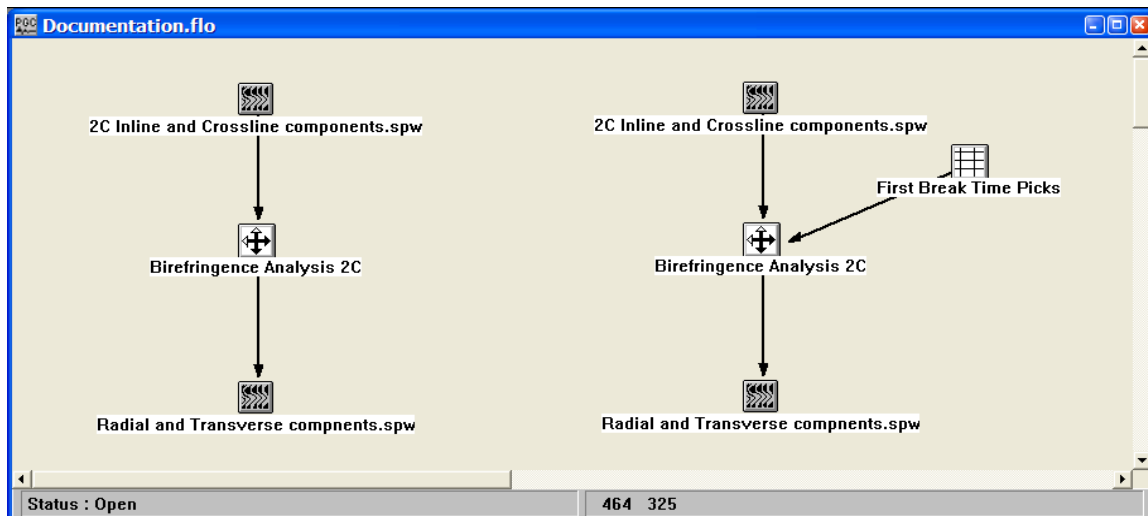 Documentation.flo
2C Inline and Crossline components.spw
2C Inline and Crossline components.spw
First Break Time Picks
Birefringence Analysis 2C
Birefringence Analysis 2C
Radial and Transverse compnents.spw
Radial and Transverse compnents.spw
Status : Open
464 325